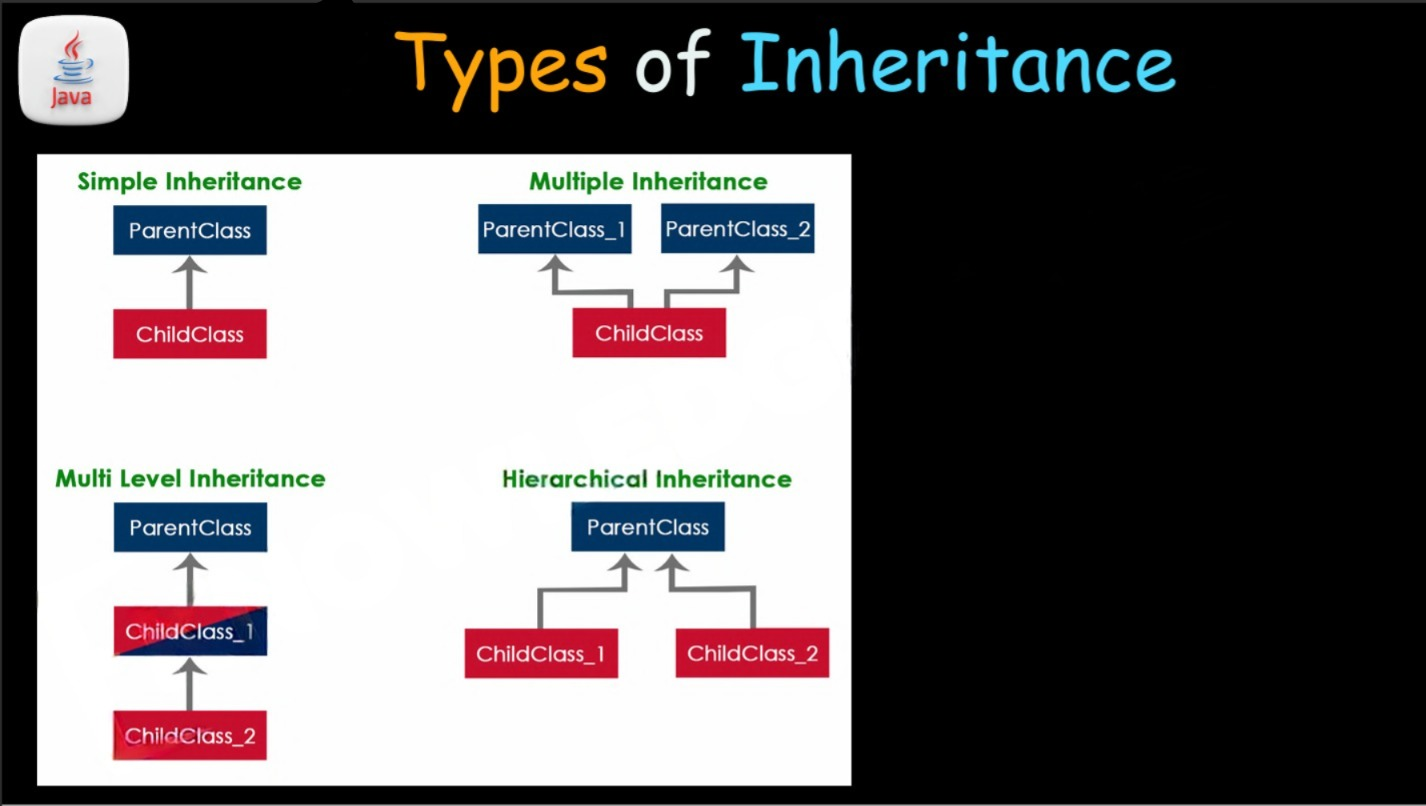 Java
Types of Inheritance
Simple Inheritance
ParentClass
ChildClass
Multiple Inheritance
ParentClass_1
ParentClass_2
ChildClass
Multi Level Inheritance
ParentClass
ChildClass_1
ChildClass_2
Hierarchical Inheritance
ParentClass
ChildClass_1
ChildClass_2